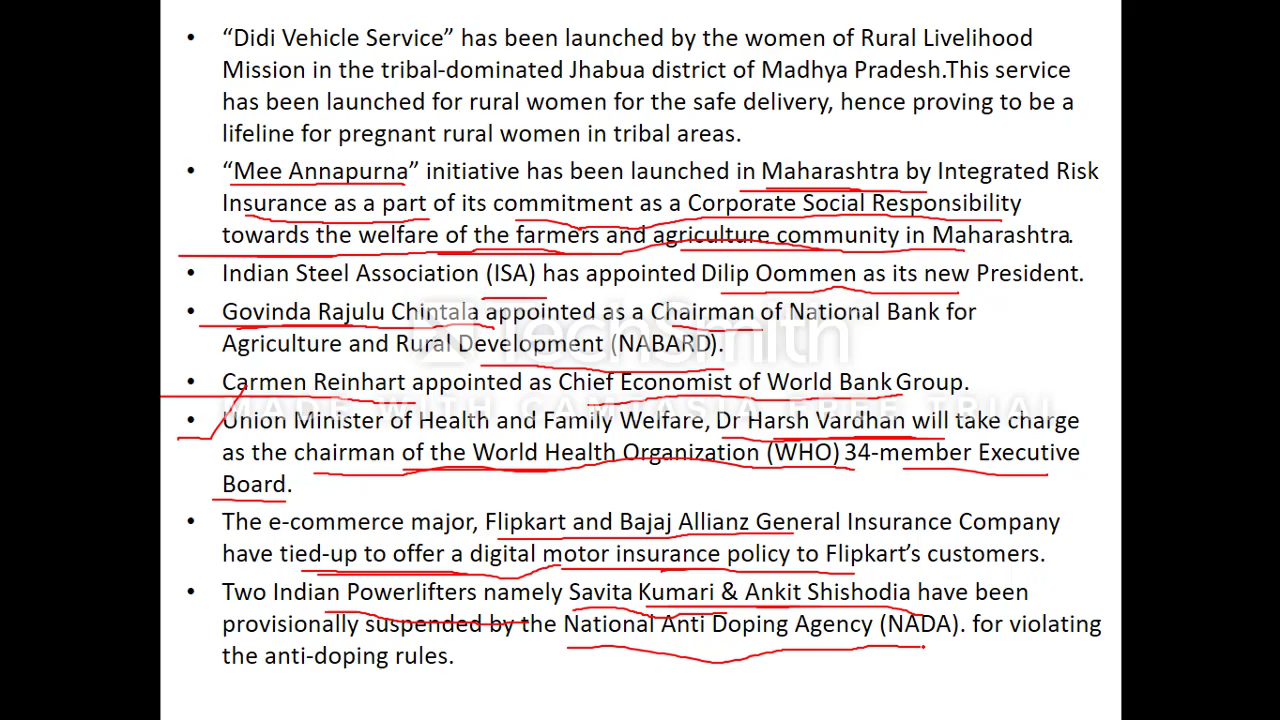 • “Didi Vehicle Service” has been launched by the women of Rural Livelihood
Mission in the tribal-dominated Jhabua district of Madhya Pradesh.This service
has been launched for rural women for the safe delivery, hence proving to be a
lifeline for pregnant rural women in tribal areas.
• “Mee Annapurna” initiative has been launched in Maharashtra by Integrated Risk
Insurance as a part of its commitment as a Corporate Social Responsibility
towards the welfare of the farmers and agriculture community in Maharashtra.
• Indian Steel Association (ISA) has appointed Dilip Oommen as its new President.
• Govinda Rajulu Chintala appointed as a Chairman of National Bank for
Agriculture and Rural Development (NABARD).
TechSmith
• Carmen Reinhart appointed as Chief Economist of World Bank Group.
MADE WITH CAMTASIA FREE TRIAL
• Union Minister of Health and Family Welfare, Dr Harsh Vardhan will take charge
as the chairman of the World Health Organization (WHO) 34-member Executive
Board.
• The e-commerce major, Flipkart and Bajaj Allianz General Insurance Company
have tied-up to offer a digital motor insurance policy to Flipkart’s customers.
• Two Indian Powerlifters namely Savita Kumari & Ankit Shishodia have been
provisionally suspended by the National Anti Doping Agency (NADA). for violating
the anti-doping rules.